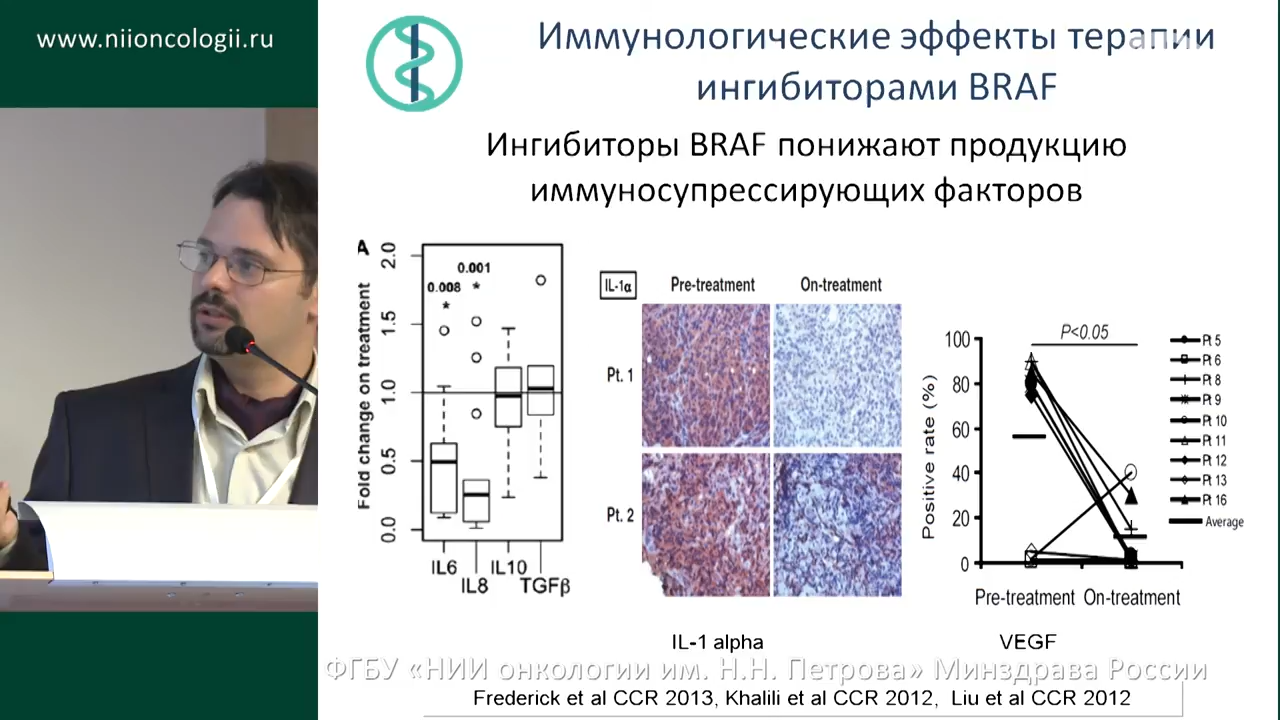 www.niioncologii.ru
Иммунологические эффекты терапии
ингибиторами BRAF
Ингибиторы BRAF понижают продукцию
иммуносупрессирующих факторов
A
Fold change on treatment
2.0
1.5
1.0
0.5
0.0
0.008
*
0.001
*
IL6
IL8
IL10
TGFβ
IL-1α
Pre-treatment
On-treatment
Pt. 1
Pt. 2
IL-1 alpha
Positive rate (%)
100
80
60
40
20
0
P<0.05
Pre-treatment On-treatment
Pt 5
Pt 6
Pt 8
Pt 9
Pt 10
Pt 11
Pt 12
Pt 13
Pt 16
Average
VEGF
ФГБУ «НИИ онкологии им. Н.Н. Петрова» Минздрава России
Frederick et al CCR 2013, Khalili et al CCR 2012, Liu et al CCR 2012